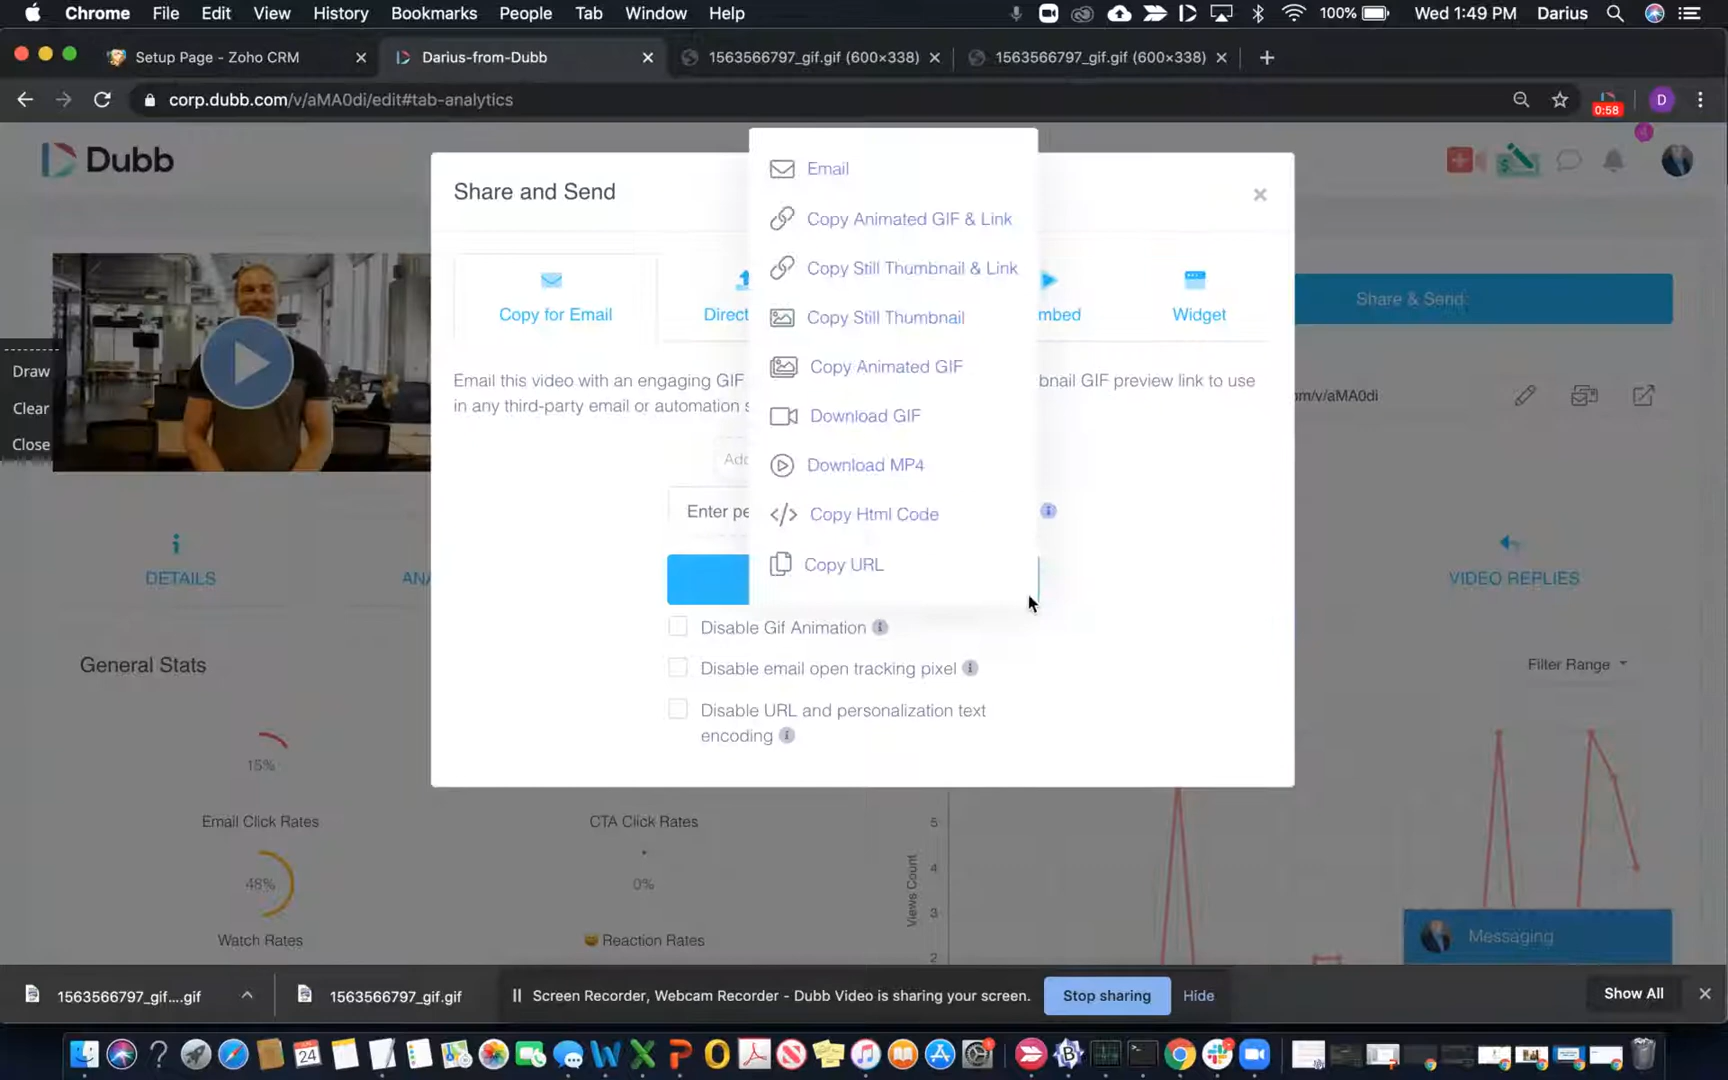 Chrome File Edit View History Bookmarks People Tab Window Help 100% Wed 1:49 PM Darius
Setup Page - Zoho CRM Darius-from-Dubb 1563566797_gif.gif (600×338) 1563566797_gif.gif (600×338)
corp.dubb.com/v/aMA0di/edit#tab-analytics D
0:58
Dubb
Share and Send
Email
Copy Animated GIF & Link
Copy Still Thumbnail & Link
Copy Still Thumbnail
Copy Animated GIF
Download GIF
Download MP4
Copy Html Code
Copy URL
Copy for Email Direct mbed Widget
Share & Send
Email this video with an engaging GIF bnail GIF preview link to use
in any third-party email or automation s
om/v/aMA0di
Draw
Clear
Close
Add
Enter pe
Disable Gif Animation
Disable email open tracking pixel
Disable URL and personalization text
encoding
DETAILS
ANA
VIDEO REPLIES
General Stats
Filter Range
15%
Email Click Rates
CTA Click Rates
48%
0%
Watch Rates
Reaction Rates
Views Count
5
4
3
2
Messaging
1563566797_gif....gif 1563566797_gif.gif Screen Recorder, Webcam Recorder - Dubb Video is sharing your screen. Stop sharing Hide Show All
24